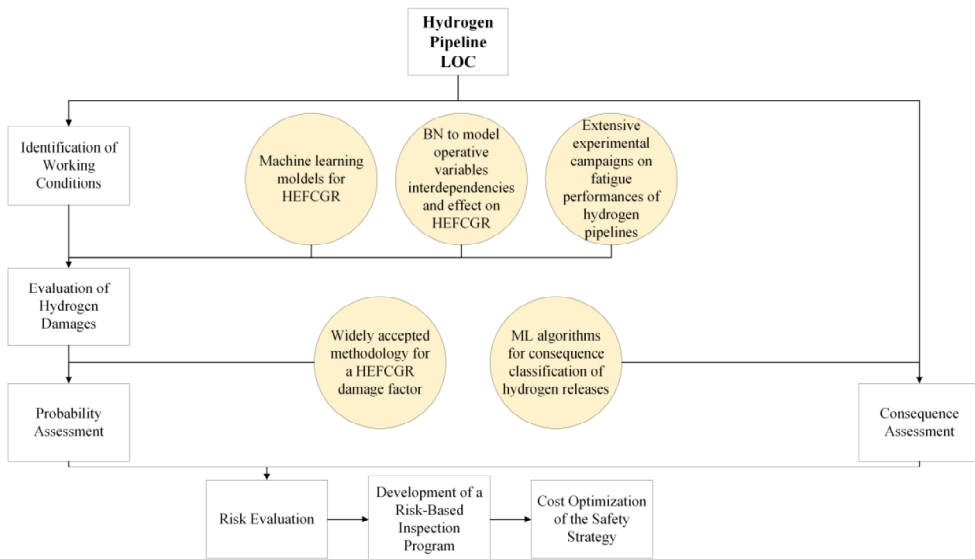 Hydrogen
Pipeline
LOC
Identification of
Working
Conditions
Machine learning
moldels for
HEFCGR
BN to model
operative
variables
interdependencies
and effect on
HEFCGR
Extensive
experimental
campaigns on
fatigue
performances of
hydrogen
pipelines
Evaluation of
Hydrogen
Damages
Widely accepted
methodology for
a HEFCGR
damage factor
ML algorithms
for consequence
classification of
hydrogen releases
Probability
Assessment
Consequence
Assessment
Risk Evaluation
Development of a
Risk-Based
Inspection
Program
Cost Optimization
of the Safety
Strategy